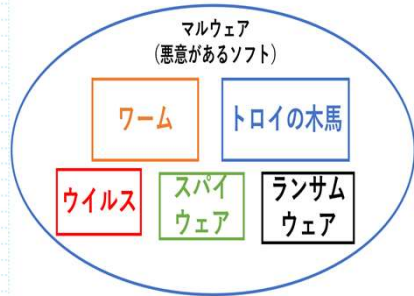 マルウェア
(悪意があるソフト)
ワーム
トロイの木馬
ウイルス
スパイ
ウェア
ランサム
ウェア